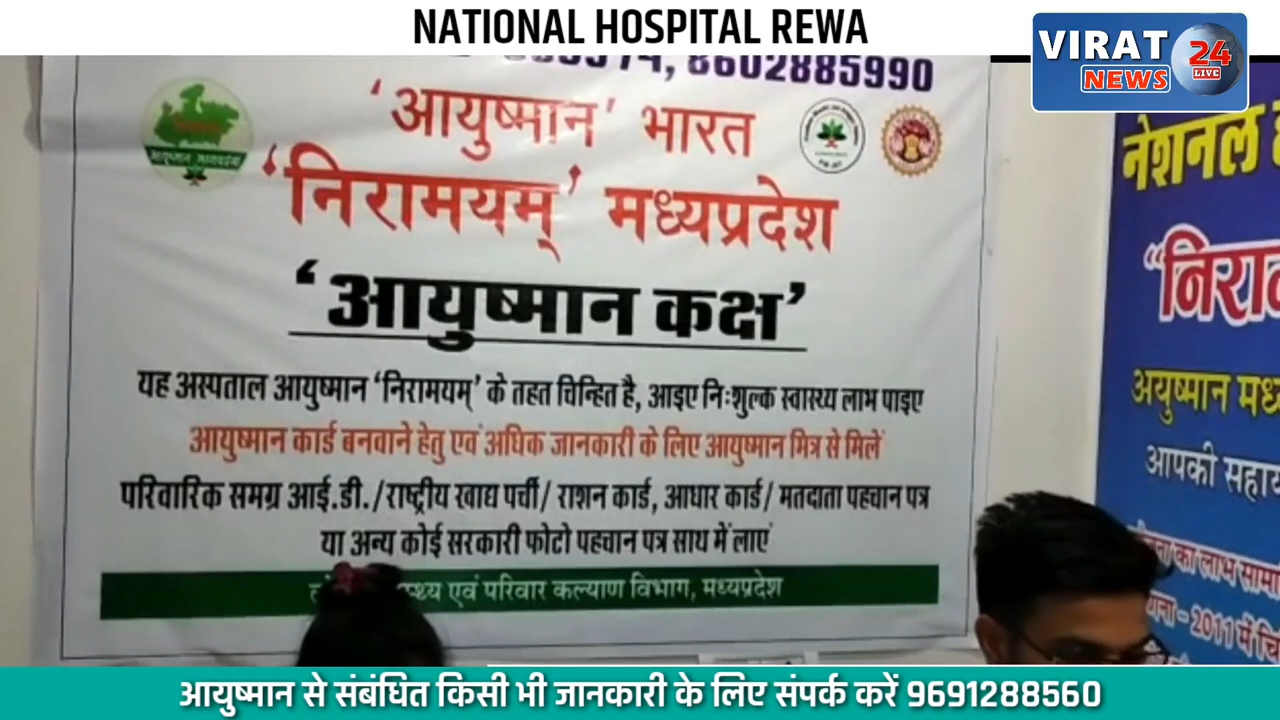 NATIONAL HOSPITAL REWA
VIRAT
24
NEWS
LIVE
8602885990
'आयुष्मान' भारत
'निरामयम्' मध्यप्रदेश
'आयुष्मान कक्ष'
यह अस्पताल आयुष्मान 'निरामयम्' के तहत चिन्हित है, आइए निःशुल्क स्वास्थ्य लाभ पाइए
आयुष्मान कार्ड बनवाने हेतु एवं अधिक जानकारी के लिए आयुष्मान मित्र से मिलें
परिवारिक समग्र आई.डी./राष्ट्रीय खाद्य पर्ची/ राशन कार्ड, आधार कार्ड/ मतदाता पहचान पत्र
या अन्य कोई सरकारी फोटो पहचान पत्र साथ में लाएं
एवं परिवार कल्याण विभाग, मध्यप्रदेश
नेशनल
"निरा
अयुष्मान मध्
आपकी सहाय
का लाभ सामा
- 2011 में चि
आयुष्मान से संबंधित किसी भी जानकारी के लिए संपर्क करें 9691288560